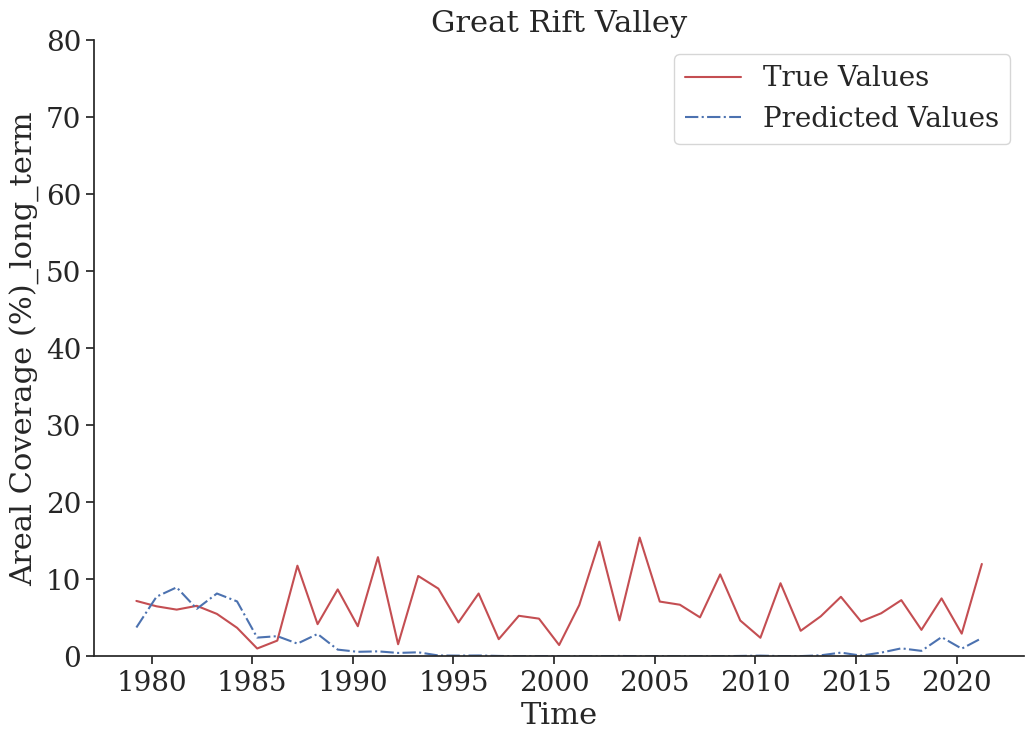 Great Rift Valley
True Values
Predicted Values
Areal Coverage (%)_long_term
80
70
60
50
40
30
20
10
0
1980 1985 1990 1995 2000 2005 2010 2015 2020
Time